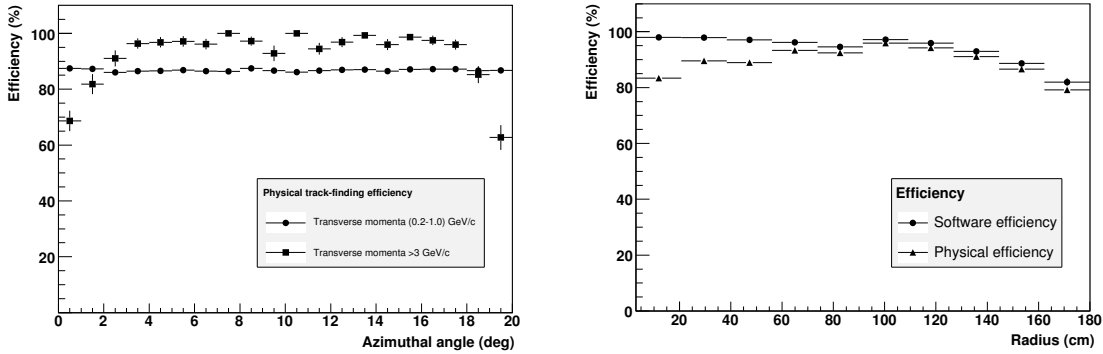 Efficiency (%)
100
80
60
40
20
Physical track-finding efficiency
Transverse momenta (0.2-1.0) GeV/c
Transverse momenta >3 GeV/c
0 2 4 6 8 10 12 14 16 18 20
Azimuthal angle (deg)
Efficiency (%)
100
80
60
40
20
0
Efficiency
Software efficiency
Physical efficiency
20 40 60 80 100 120 140 160 180
Radius (cm)